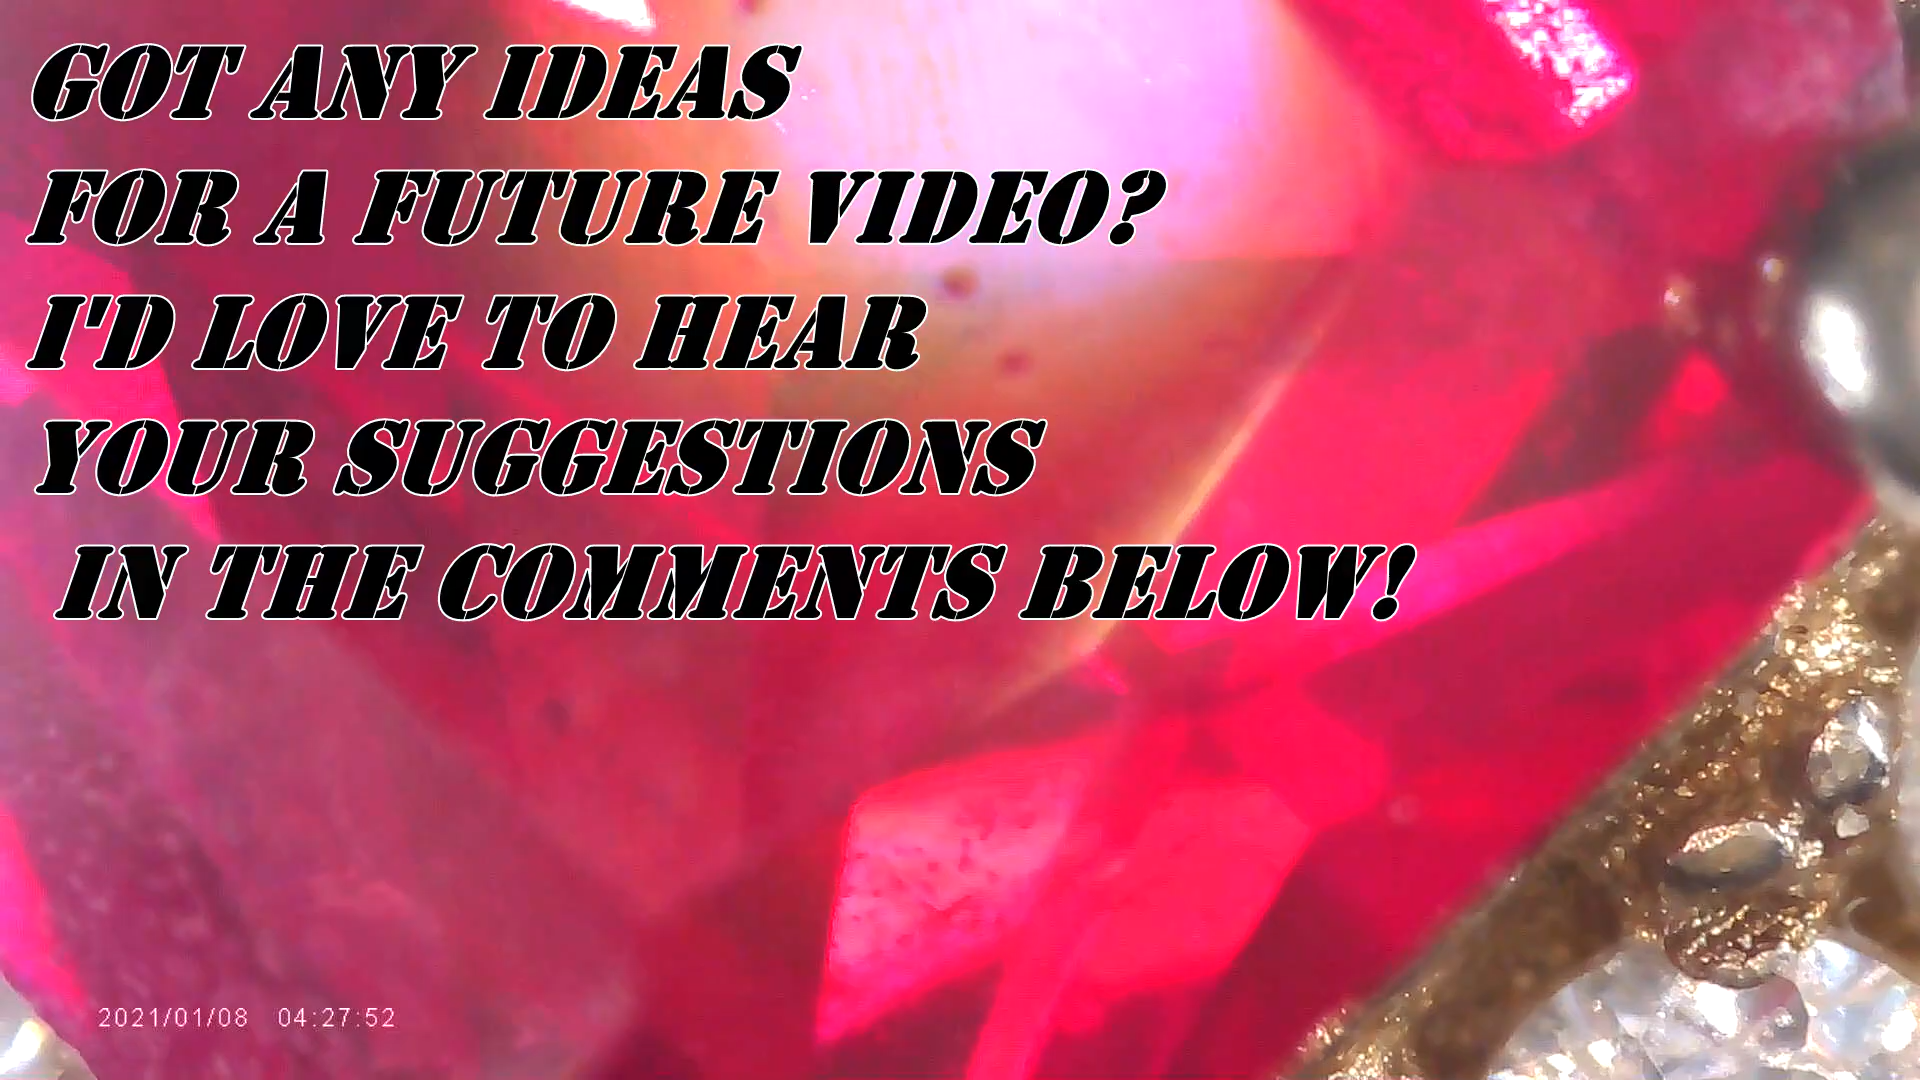 GOT ANY IDEAS
FOR A FUTURE VIDEO?
I'D LOVE TO HEAR
YOUR SUGGESTIONS
IN THE COMMENTS BELOW!
2021/01/08 04:27:52